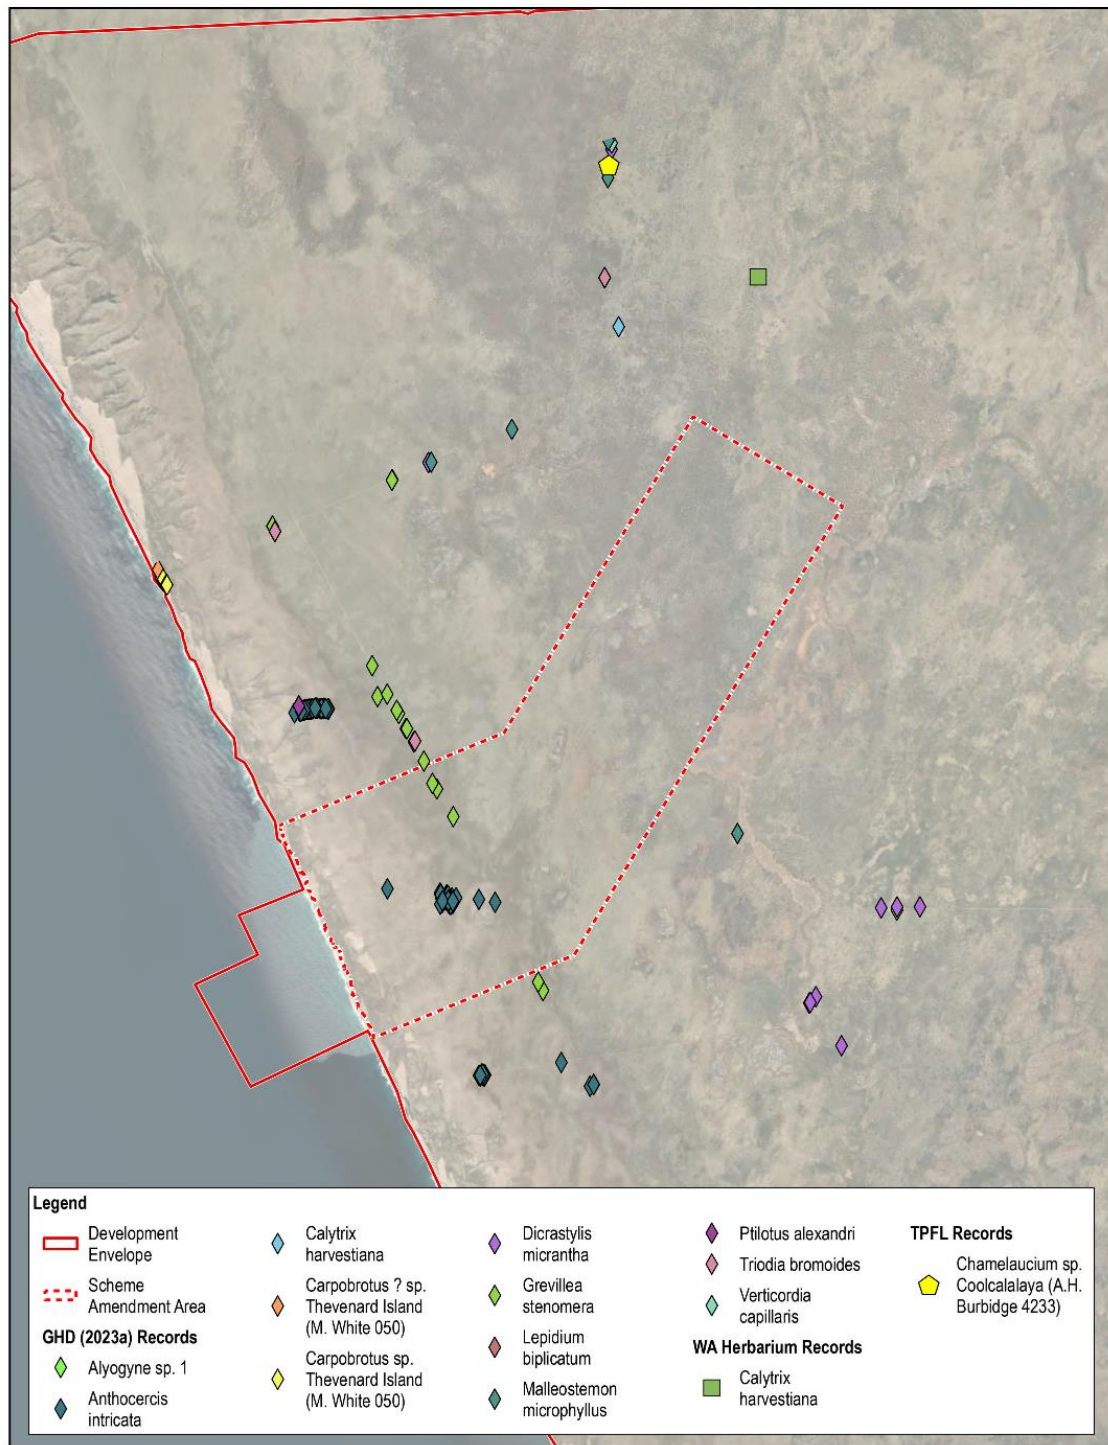 Legend
Development
Envelope
Scheme
Amendment Area
GHD (2023a) Records
Alyogyne sp. 1
Anthocercis
intricata
Calytrix
harvestiana
Carpobrotus ? sp.
Thevenard Island
(M. White 050)
Carpobrotus sp.
Thevenard Island
(M. White 050)
Dicrastylis
micrantha
Grevillea
stenomera
Lepidium
biplicatum
Malleostemon
microphyllus
Ptilotus alexandri
Triodia bromoides
Verticordia
capillaris
WA Herbarium Records
Calytrix
harvestiana
TPFL Records
Chamelaucium sp.
Coolcalalaya (A.H.
Burbidge 4233)